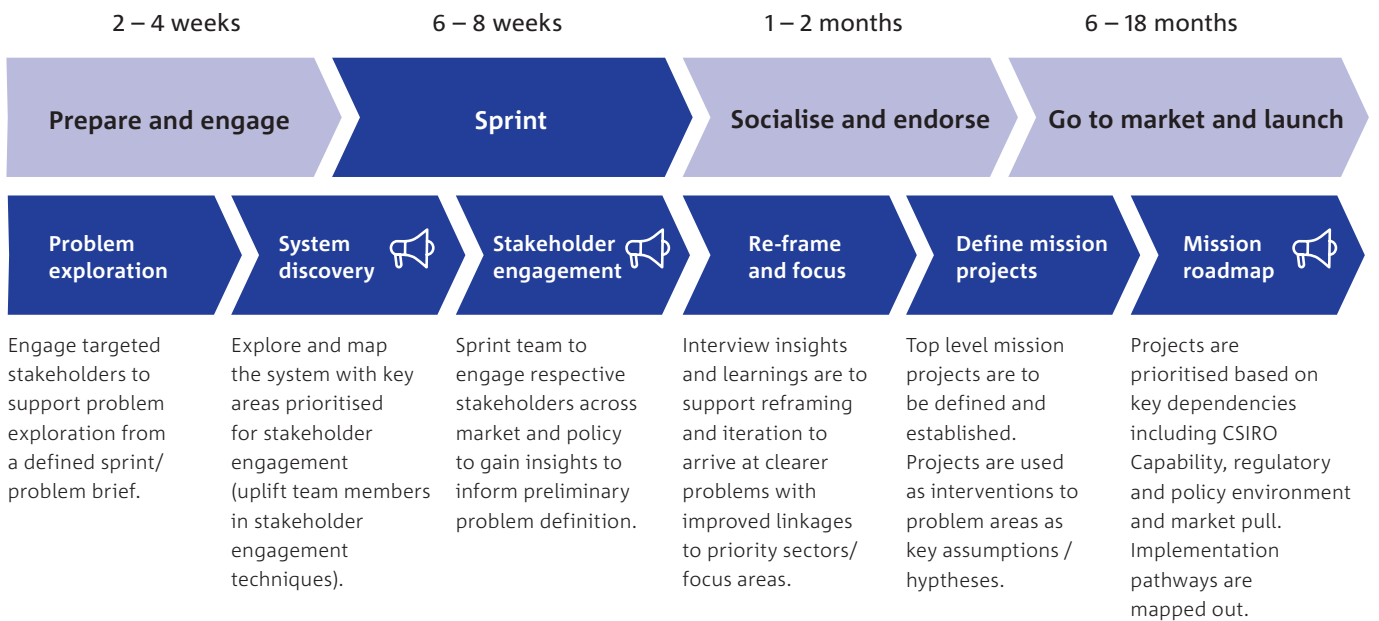 2 – 4 weeks
6 – 8 weeks
1 – 2 months
6 – 18 months
Prepare and engage
Sprint
Socialise and endorse
Go to market and launch
Problem
exploration
System
discovery
Stakeholder
engagement
Re-frame
and focus
Define mission
projects
Mission
roadmap
Engage targeted
stakeholders to
support problem
exploration from
a defined sprint/
problem brief.
Explore and map
the system with key
areas prioritised
for stakeholder
engagement
(uplift team members
in stakeholder
engagement
techniques).
Sprint team to
engage respective
stakeholders across
market and policy
to gain insights to
inform preliminary
problem definition.
Interview insights
and learnings are to
support reframing
and iteration to
arrive at clearer
problems with
improved linkages
to priority sectors/
focus areas.
Top level mission
projects are to
be defined and
established.
Projects are used
as interventions to
problem areas as
key assumptions /
hyptheses.
Projects are
prioritised based on
key dependencies
including CSIRO
Capability, regulatory
and policy environment
and market pull.
Implementation
pathways are
mapped out.